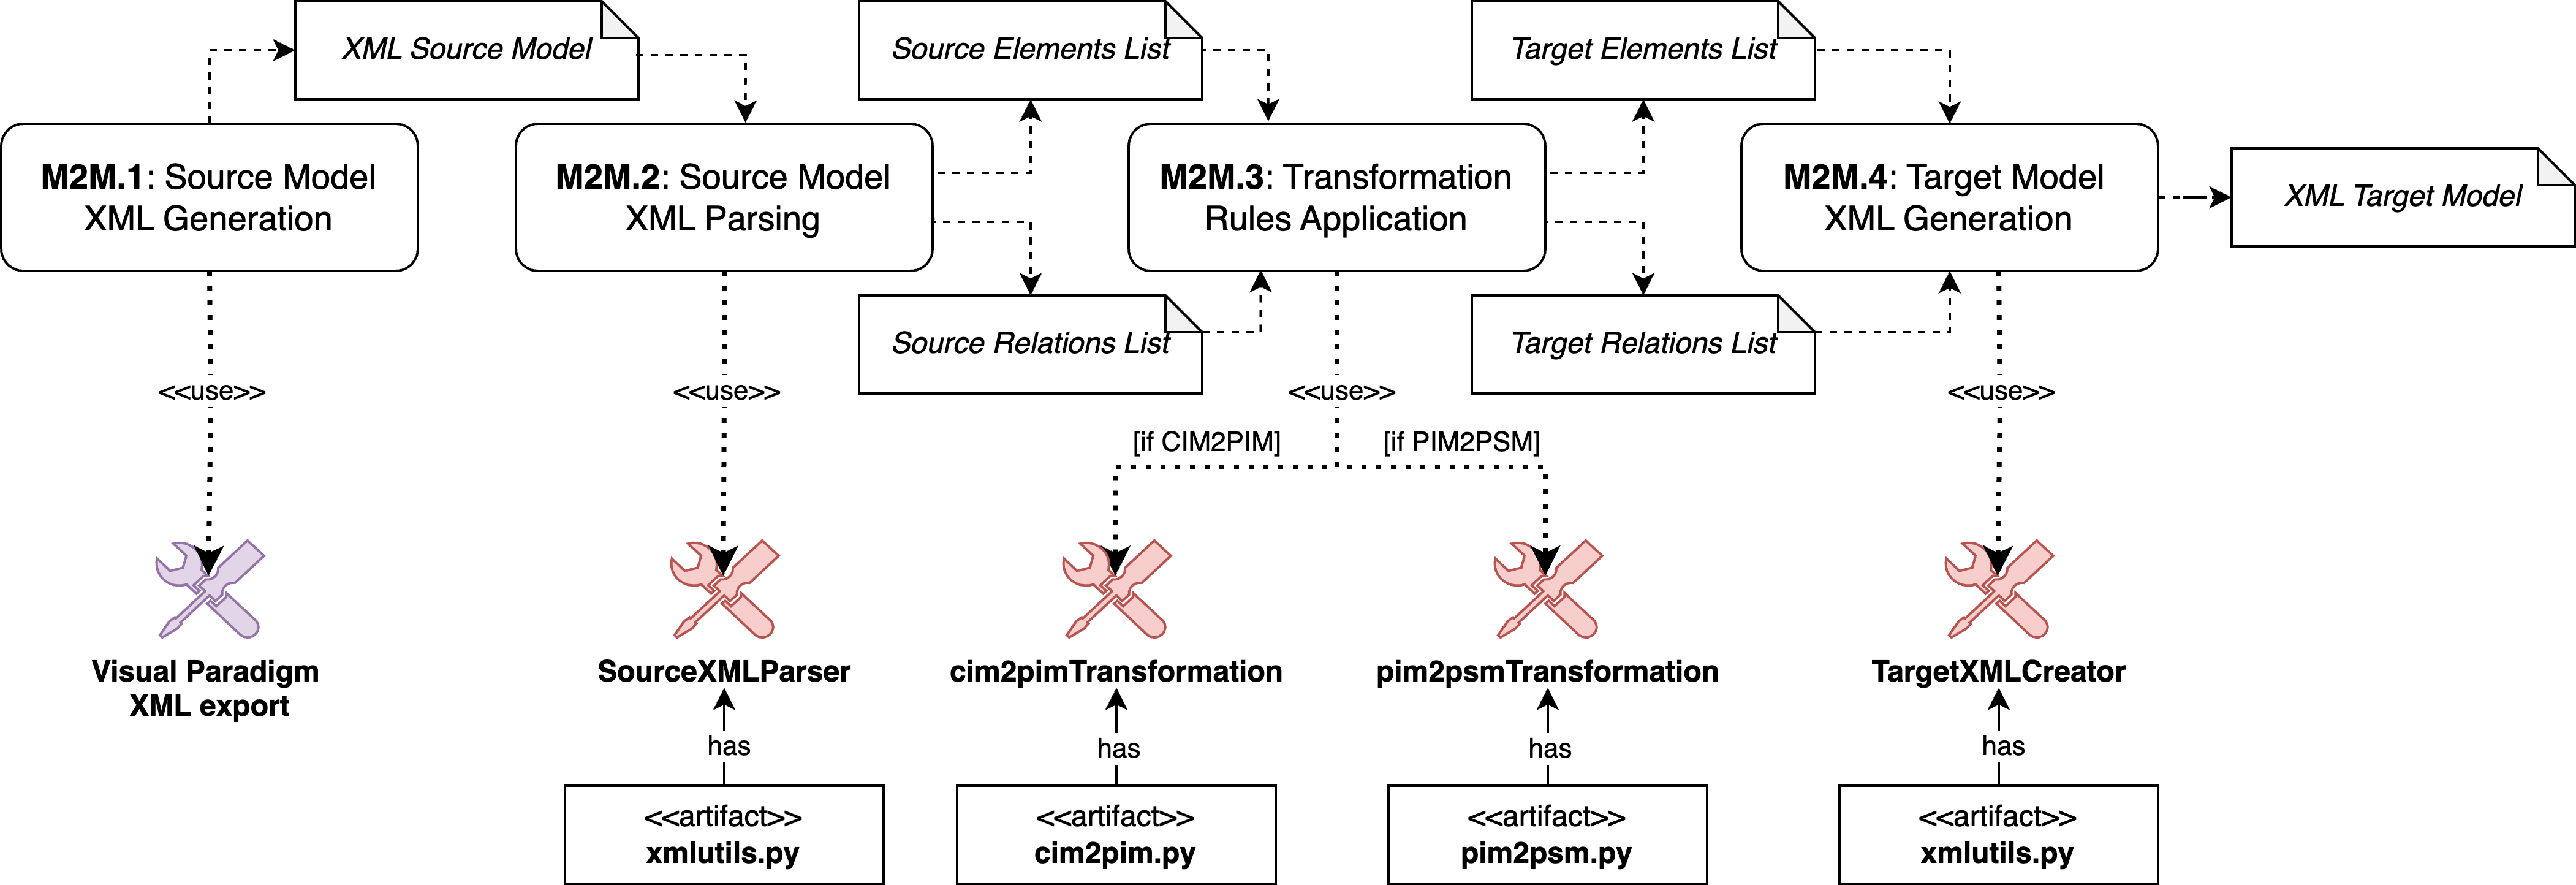 XML Source Model
Source Elements List
Target Elements List
M2M.1: Source Model
XML Generation
M2M.2: Source Model
XML Parsing
M2M.3: Transformation
Rules Application
M2M.4: Target Model
XML Generation
XML Target Model
Source Relations List
Target Relations List
<<use>>
<<use>>
<<use>>
<<use>>
[if CIM2PIM]
[if PIM2PSM]
Visual Paradigm
XML export
SourceXMLParser
cim2pimTransformation
pim2psmTransformation
TargetXMLCreator
has
has
has
has
<<artifact>>
xmlutils.py
<<artifact>>
cim2pim.py
<<artifact>>
pim2psm.py
<<artifact>>
xmlutils.py